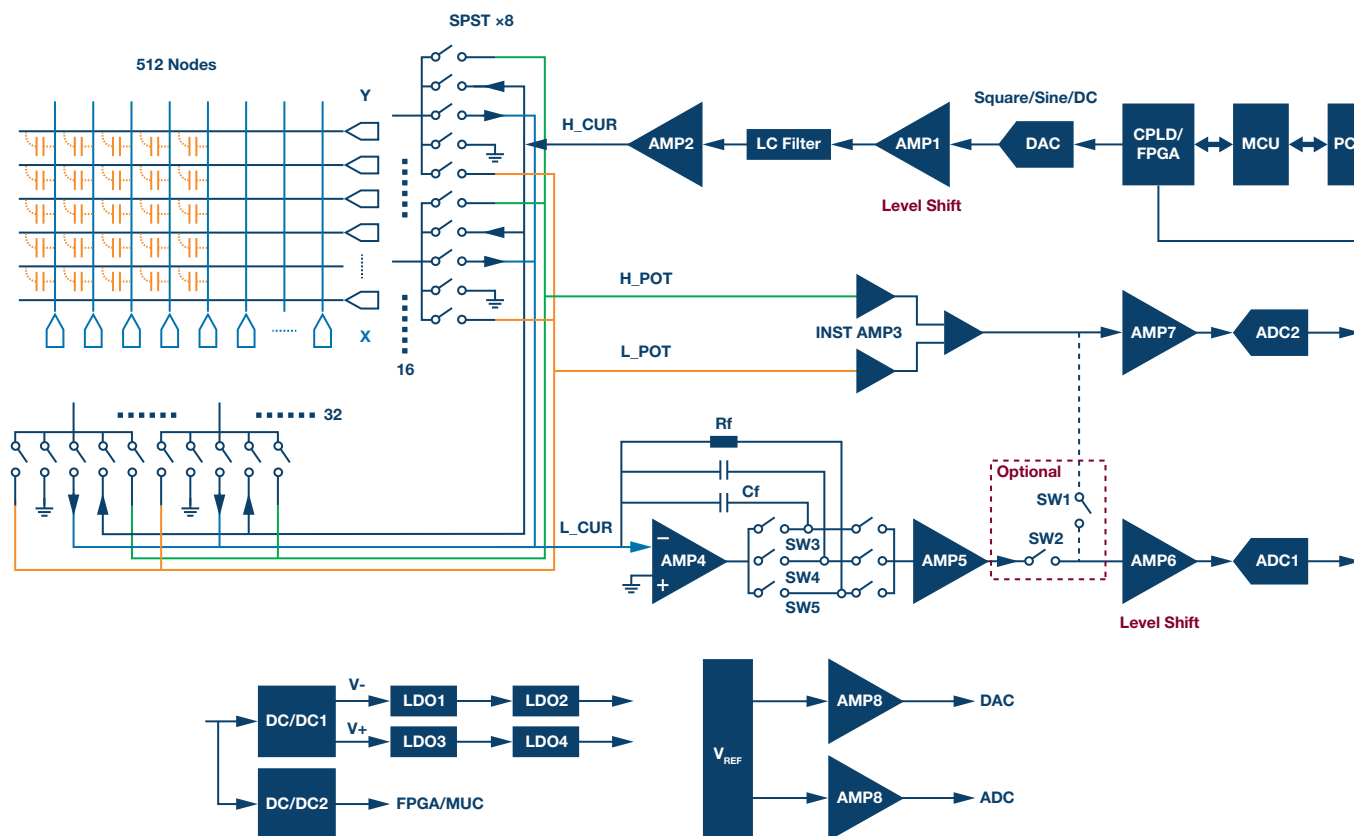 SPST ×8
512 Nodes
Y
Square/Sine/DC
H_CUR
AMP2
LC Filter
AMP1
DAC
CPLD/
FPGA
MCU
PC
Level Shift
H_POT
INST AMP3
AMP7
ADC2
X
L_POT
16
32
Rf
Optional
Cf
SW1
L_CUR
–
AMP4
+
SW3
SW4
SW5
AMP5
SW2
AMP6
ADC1
Level Shift
V-
DC/DC1
LDO1
LDO2
V+
LDO3
LDO4
DC/DC2
FPGA/MUC
VREF
AMP8
DAC
AMP8
ADC